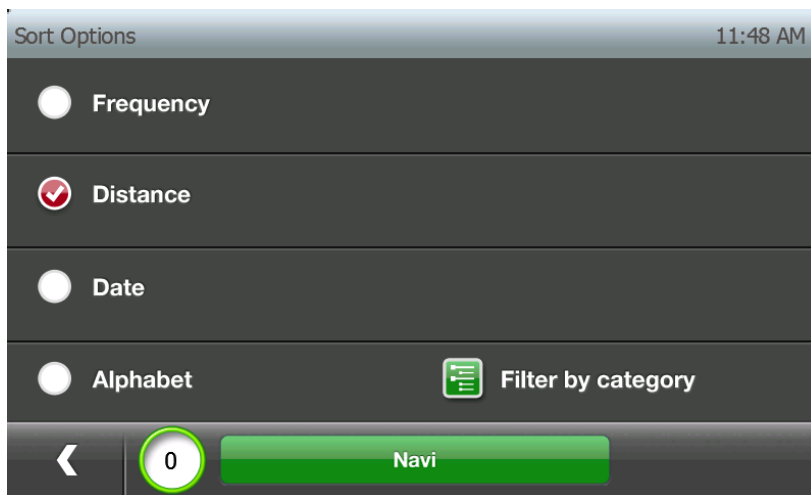 Sort Options 11:48 AM
Frequency
Distance
Date
Alphabet Filter by category
0 Navi